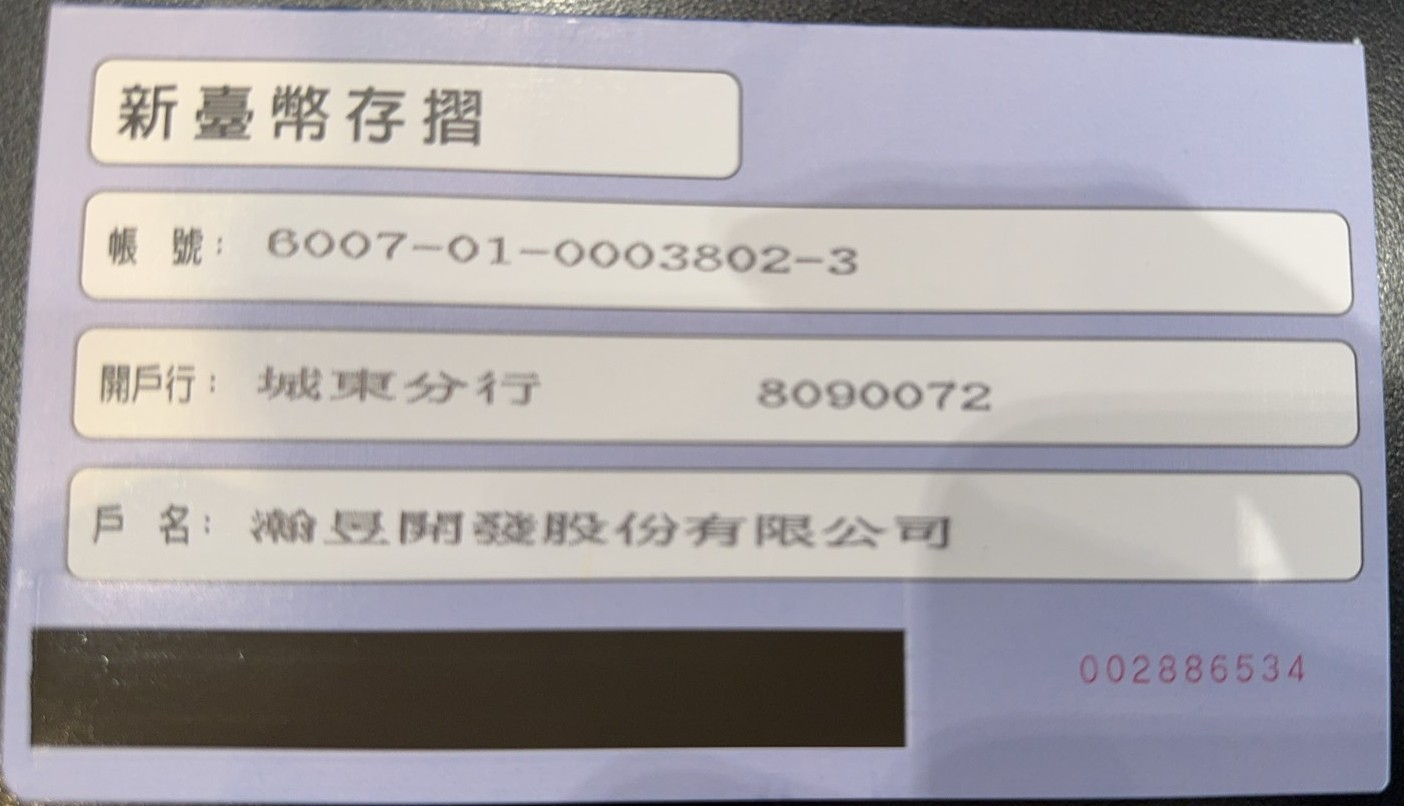 新臺幣存摺
帳 號： 6007-01-0003802-3
開戶行： 城東分行 8090072
戶 名： 瀚昱開發股份有限公司
002886534